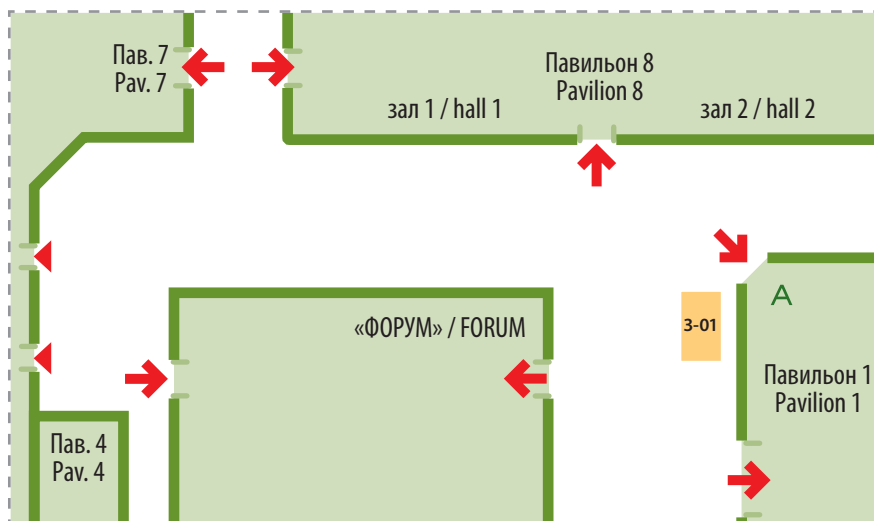 Пав. 7
Pav. 7
Павильон 8
Pavilion 8
зал 1 / hall 1
зал 2 / hall 2
A
3-01
«ФОРУМ» / FORUM
Павильон 1
Pavilion 1
Пав. 4
Pav. 4